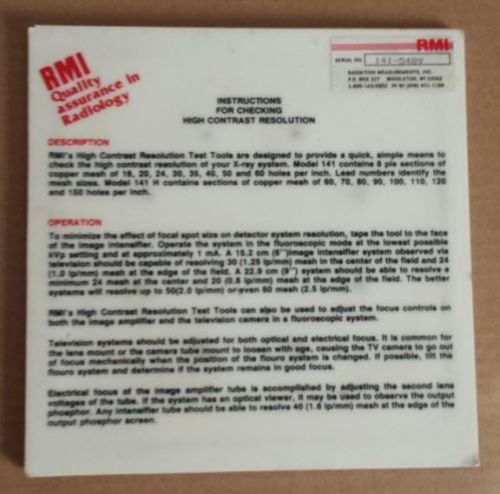 RMI
Quality
assurance in
Radiology
RMI
SERIAL NO. 141-5409
RADIATION MEASUREMENTS, INC.
P.O. BOX 327 MIDDLETON, WI 53562
INSTRUCTIONS
FOR CHECKING
HIGH CONTRAST RESOLUTION
DESCRIPTION
RMI's High Contrast Resolution Test Tools are designed to provide a quick, simple means to
check the high contrast resolution of your X-ray system. Model 141 contains 8 pie sections of
copper mesh of 16, 20, 24, 30, 35, 40, 50 and 60 holes per inch. Lead numbers identify the
mesh sizes. Model 141 H contains sections of copper mesh of 60, 70, 80, 90, 100, 110, 120
and 150 holes per inch.
OPERATION
To minimize the effect of focal spot size on detector system resolution, tape the tool to the face
of the image intensifier. Operate the system in the fluoroscopic mode at the lowest possible
kVp setting and at approximately 1 mA. A 15.2 cm (6'')image intensifier system observed via
television should be capable of resolving 30 (1.25 lp/mm) mesh in the center of the field and 24
(1.0 lp/mm) mesh at the edge of the field. A 22.9 cm (9'') system should be able to resolve a
minimum 24 mesh at the center and 20 (0.8 lp/mm) mesh at the edge of the field. The better
systems will resolve up to 50(2.0 lp/mm) or even 60 mesh (2.5 lp/mm).
RMI's High Contrast Resolution Test Tools can also be used to adjust the focus controls on
both the image amplifier and the television camera in a fluoroscopic system.
Television systems should be adjusted for both optical and electrical focus. It is common for
the lens mount or the camera tube mount to loosen with age, causing the TV camera to go out
of focus mechanically when the position of the flouro system is changed. If possible, tilt the
flouro system and determine if the system remains in good focus.
Electrical focus of the image amplifier tube is accomplished by adjusting the second lens
voltages of the tube. If the system has an optical viewer, it may be used to observe the output
phosphor. Any intensifier tube should be able to resolve 40 (1.6 lp/mm) mesh at the edge of the
output phosphor screen.